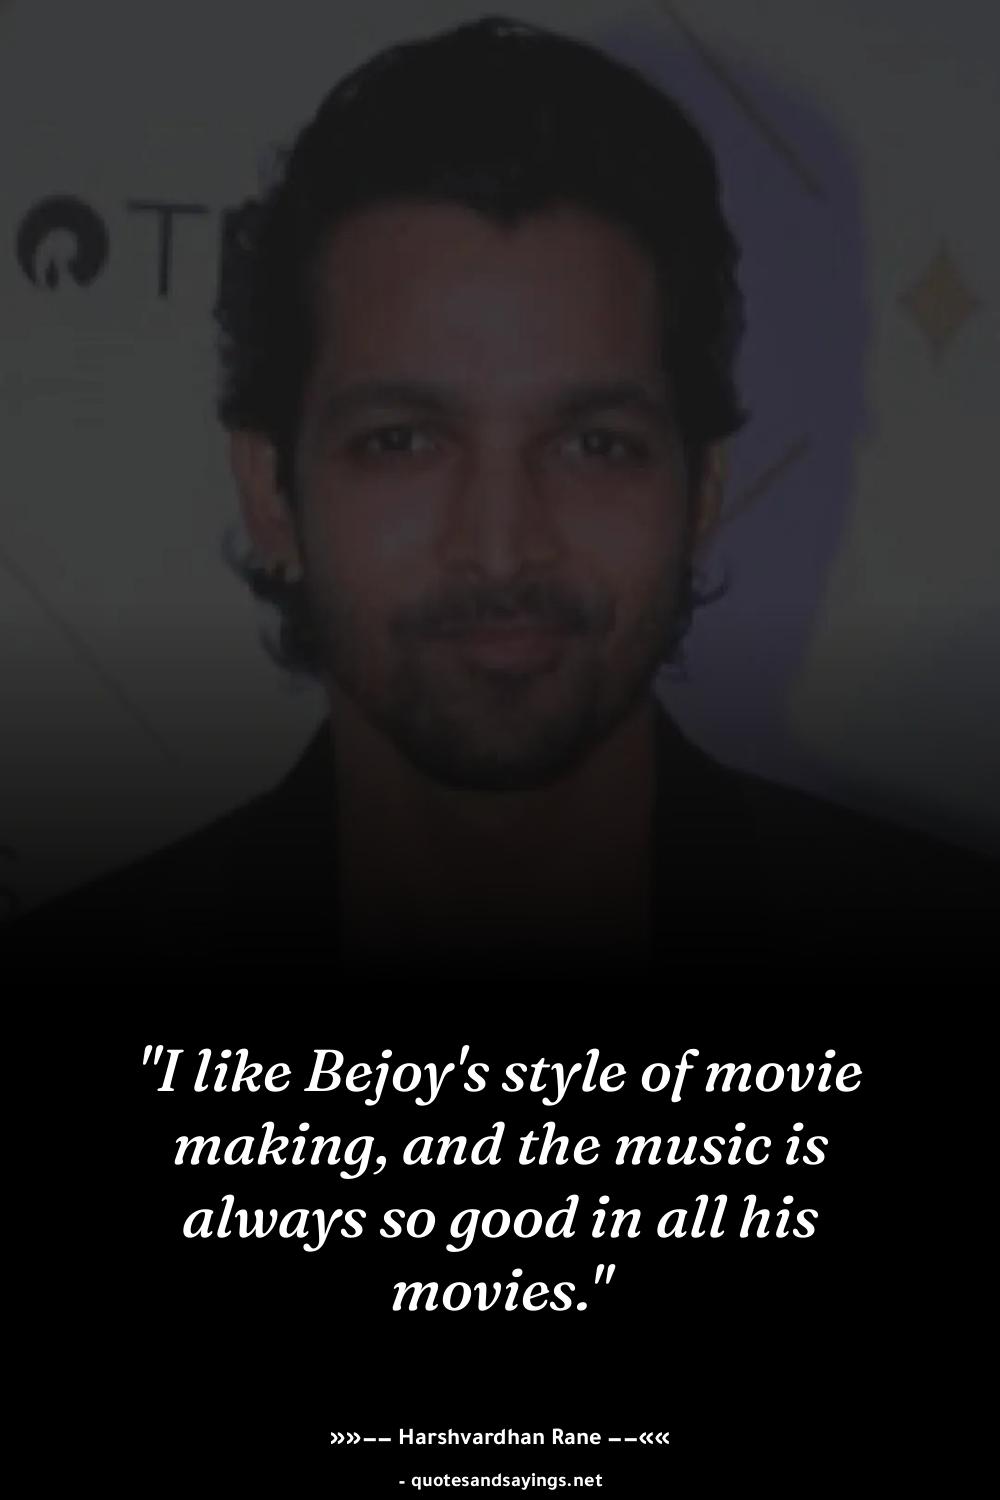 T
"I like Bejoy's style of movie
making, and the music is
always so good in all his
movies."
»»−− Harshvardhan Rane −−««
- quotesandsayings.net